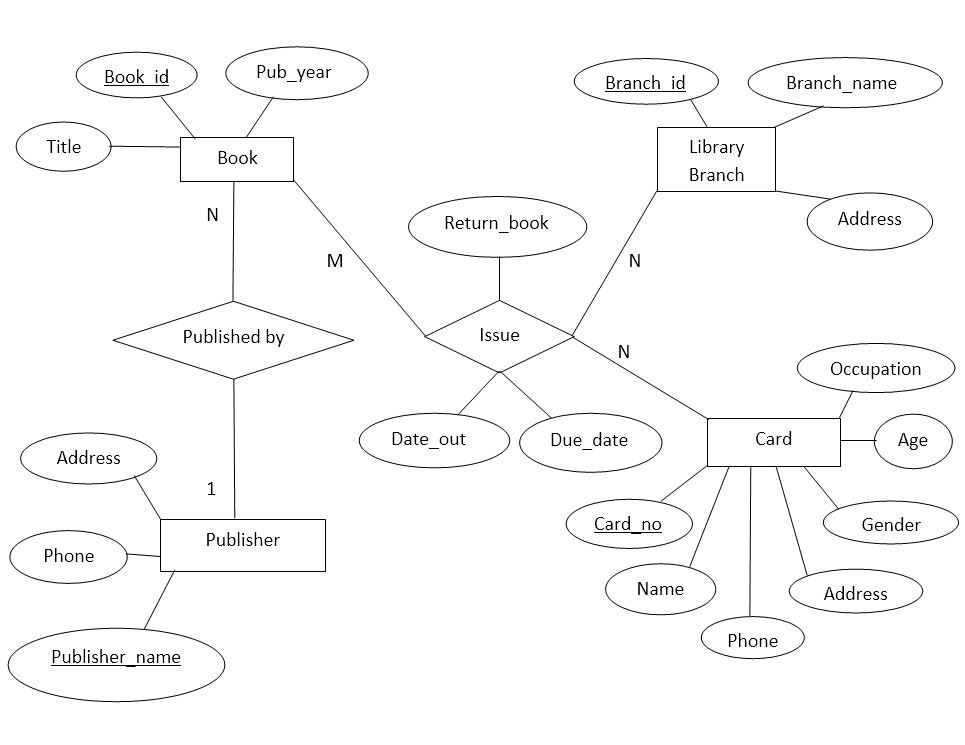 Book_id
Pub_year
Title
Book
Branch_id
Branch_name
Library
Branch
Address
N
M
Return_book
N
Published by
Issue
N
Occupation
Date_out
Due_date
Card
Age
Address
1
Publisher
Phone
Card_no
Gender
Name
Address
Phone
Publisher_name